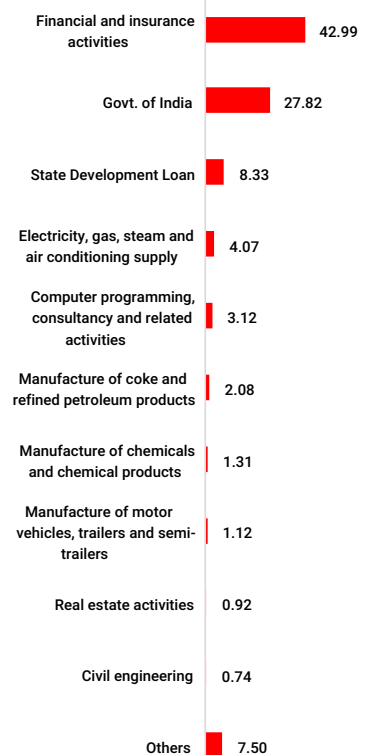 Financial and insurance
activities
42.99
Govt. of India
27.82
State Development Loan
8.33
Electricity, gas, steam and
air conditioning supply
4.07
Computer programming,
consultancy and related
activities
3.12
Manufacture of coke and
refined petroleum products
2.08
Manufacture of chemicals
and chemical products
1.31
Manufacture of motor
vehicles, trailers and semi-
trailers
1.12
Real estate activities
0.92
Civil engineering
0.74
Others
7.50